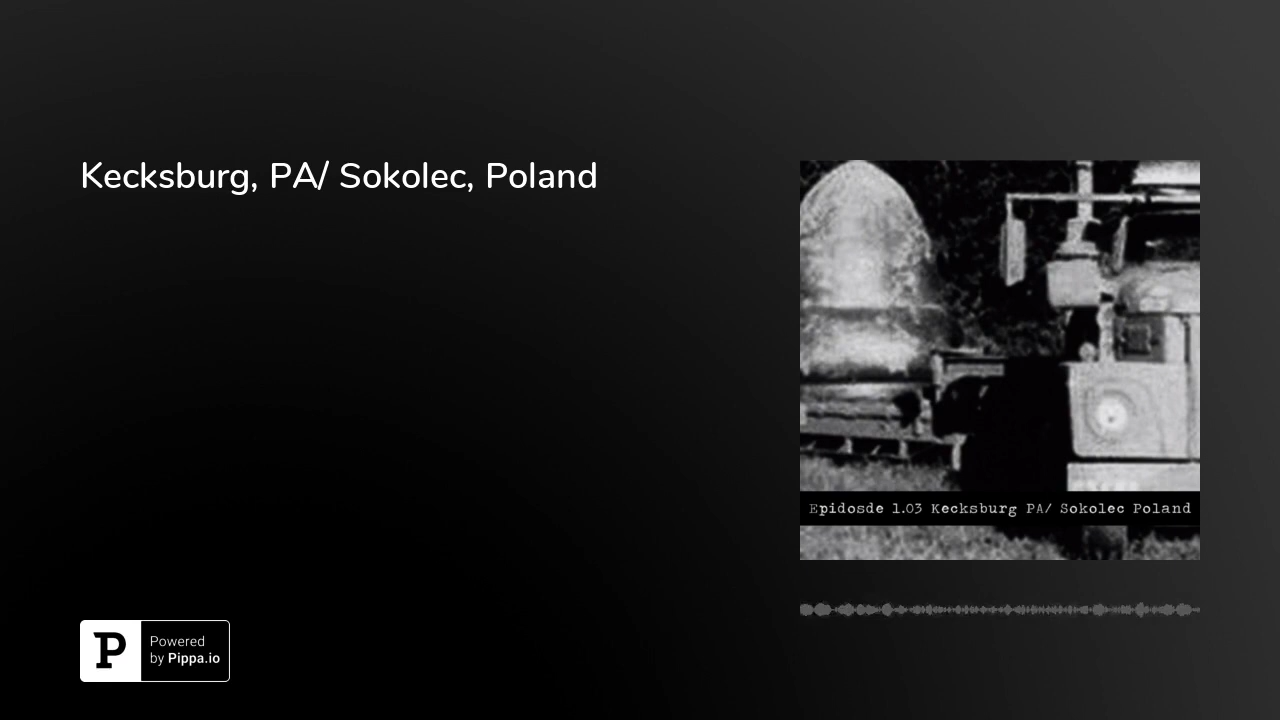 Kecksburg, PA/ Sokolec, Poland
Epidosde 1.03 Kecksburg PA/ Sokolec Poland
P
Powered
by Pippa.io